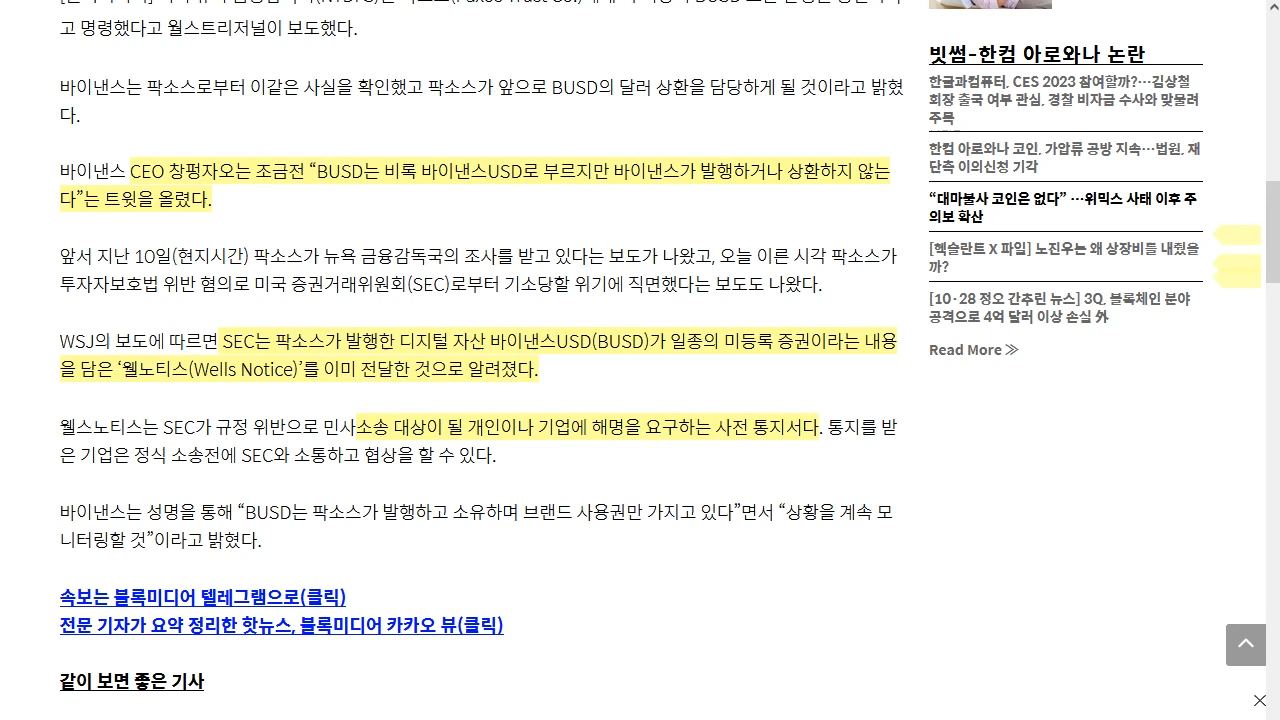 고 명령했다고 월스트리저널이 보도했다.
바이낸스는 팍소스로부터 이같은 사실을 확인했고 팍소스가 앞으로 BUSD의 달러 상환을 담당하게 될 것이라고 밝혔
다.
바이낸스 CEO 창펑자오는 조금전 “BUSD는 비록 바이낸스USD로 부르지만 바이낸스가 발행하거나 상환하지 않는
다”는 트윗을 올렸다.
앞서 지난 10일(현지시간) 팍소스가 뉴욕 금융감독국의 조사를 받고 있다는 보도가 나왔고, 오늘 이른 시각 팍소스가
투자자보호법 위반 혐의로 미국 증권거래위원회(SEC)로부터 기소당할 위기에 직면했다는 보도도 나왔다.
WSJ의 보도에 따르면 SEC는 팍소스가 발행한 디지털 자산 바이낸스USD(BUSD)가 일종의 미등록 증권이라는 내용
을 담은 ‘웰노티스(Wells Notice)’를 이미 전달한 것으로 알려졌다.
웰스노티스는 SEC가 규정 위반으로 민사소송 대상이 될 개인이나 기업에 해명을 요구하는 사전 통지서다. 통지를 받
은 기업은 정식 소송전에 SEC와 소통하고 협상을 할 수 있다.
바이낸스는 성명을 통해 “BUSD는 팍소스가 발행하고 소유하며 브랜드 사용권만 가지고 있다”면서 “상황을 계속 모
니터링할 것”이라고 밝혔다.
속보는 블록미디어 텔레그램으로(클릭)
전문 기자가 요약 정리한 핫뉴스, 블록미디어 카카오 뷰(클릭)
같이 보면 좋은 기사
빗썸-한컴 아로와나 논란
한글과컴퓨터, CES 2023 참여할까?…김상철
회장 출국 여부 관심, 경찰 비자금 수사와 맞물려
주목
한컴 아로와나 코인, 가압류 공방 지속…법원, 재
단측 이의신청 기각
“대마불사 코인은 없다” …위믹스 사태 이후 주
의보 확산
[헥슬란트 X 파일] 노진우는 왜 상장비를 내줬을
까?
[10·28 정오 간추린 뉴스] 3Q, 블록체인 분야
공격으로 4억 달러 이상 손실 外
Read More ≫